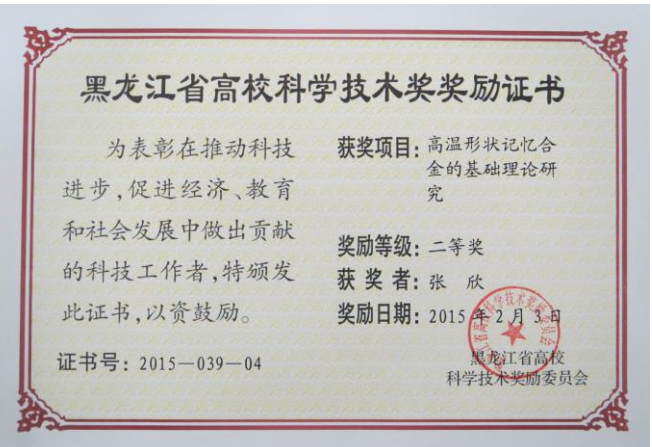 黑龙江省高校科学技术奖奖励证书
为表彰在推动科技
进步,促进经济、教育
和社会发展中做出贡献
的科技工作者,特颁发
此证书,以资鼓励。
证书号:2015—039—04
获奖项目:高温形状记忆合
金的基础理论研
究
奖励等级:二等奖
获 奖 者:张 欣
奖励日期:2015年2月3日
黑龙江省高校
科学技术奖励委员会